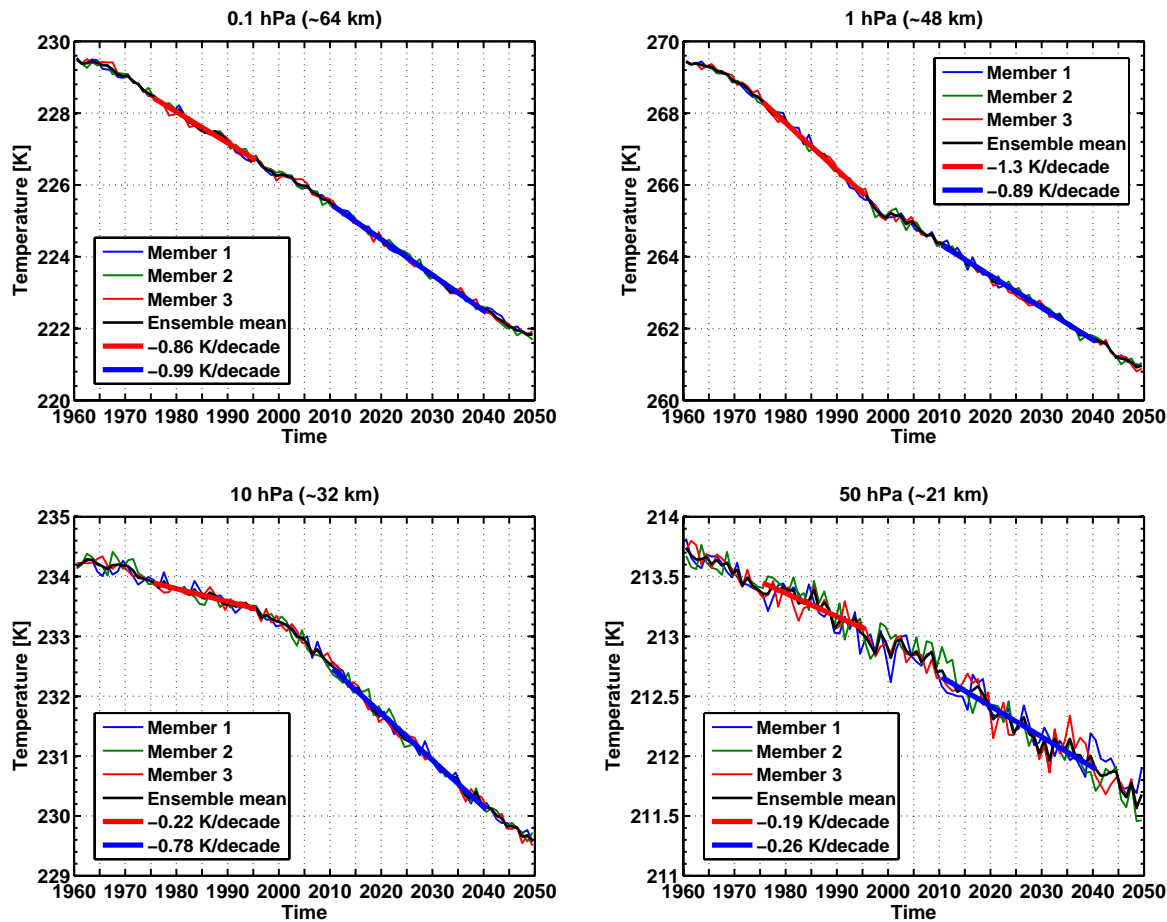 0.1 hPa (~64 km)
Temperature [K]
230
228
226
224
222
220
Member 1
Member 2
Member 3
Ensemble mean
−0.86 K/decade
−0.99 K/decade
1960 1970 1980 1990 2000 2010 2020 2030 2040 2050
Time
1 hPa (~48 km)
Temperature [K]
270
268
266
264
262
260
Member 1
Member 2
Member 3
Ensemble mean
−1.3 K/decade
−0.89 K/decade
1960 1970 1980 1990 2000 2010 2020 2030 2040 2050
Time
10 hPa (~32 km)
Temperature [K]
235
234
233
232
231
230
229
Member 1
Member 2
Member 3
Ensemble mean
−0.22 K/decade
−0.78 K/decade
1960 1970 1980 1990 2000 2010 2020 2030 2040 2050
Time
50 hPa (~21 km)
Temperature [K]
214
213.5
213
212.5
212
211.5
211
Member 1
Member 2
Member 3
Ensemble mean
−0.19 K/decade
−0.26 K/decade
1960 1970 1980 1990 2000 2010 2020 2030 2040 2050
Time